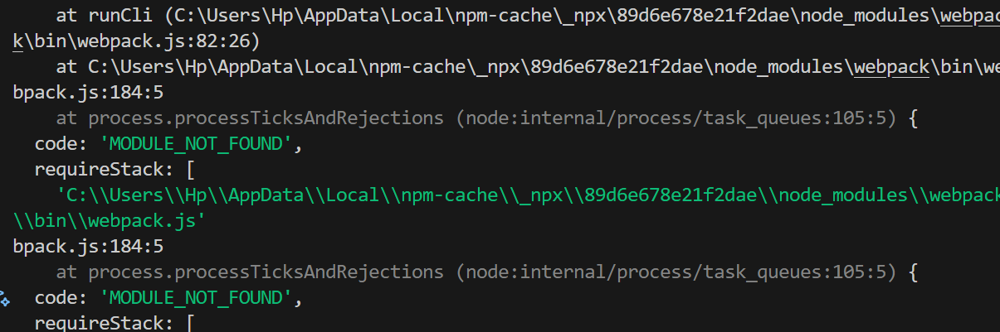 at runCli (C:\Users\Hp\AppData\Local\npm-cache\_npx\89d6e678e21f2dae\node_modules\webpac
k\bin\webpack.js:82:26)
    at C:\Users\Hp\AppData\Local\npm-cache\_npx\89d6e678e21f2dae\node_modules\webpack\bin\we
bpack.js:184:5
    at process.processTicksAndRejections (node:internal/process/task_queues:105:5) {
  code: 'MODULE_NOT_FOUND',
  requireStack: [
    'C:\\Users\\Hp\\AppData\\Local\\npm-cache\\_npx\\89d6e678e21f2dae\\node_modules\\webpack
\\bin\\webpack.js'
bpack.js:184:5
    at process.processTicksAndRejections (node:internal/process/task_queues:105:5) {
  code: 'MODULE_NOT_FOUND',
  requireStack: [